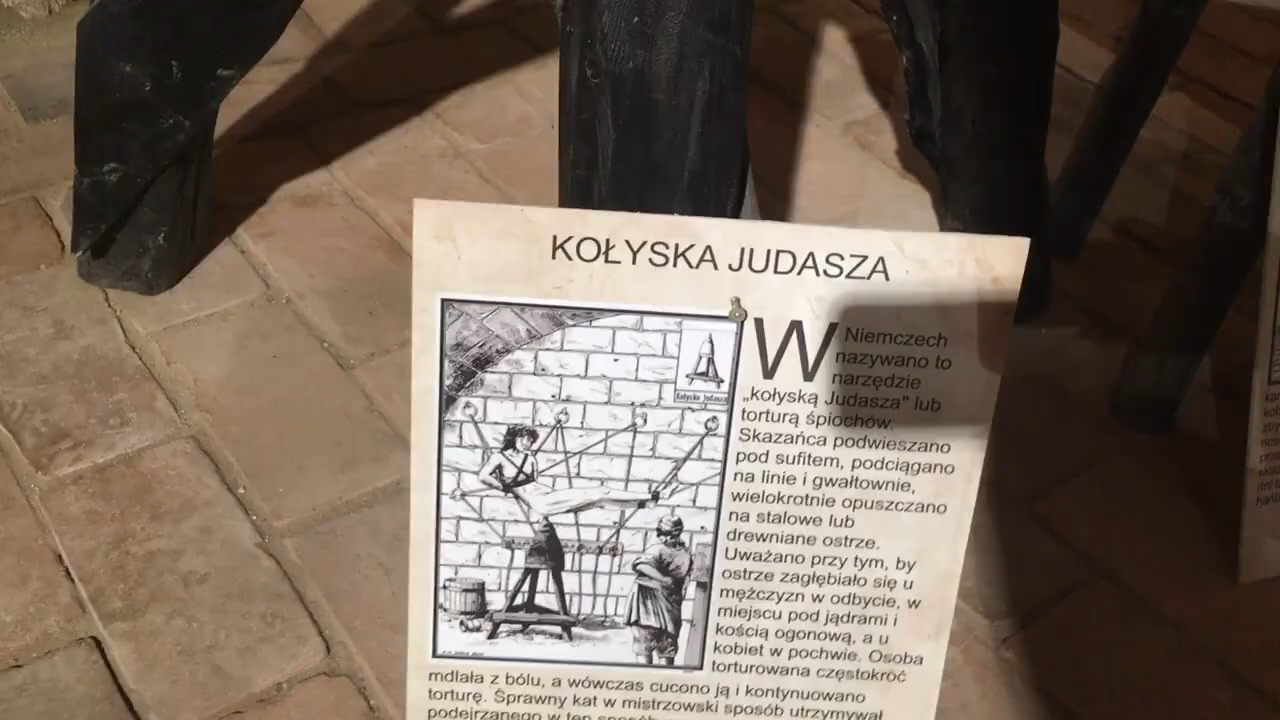 KOŁYSKA JUDASZA
Kołyska Judasza
W Niemczech
nazywano to
narzędzie
„kołyską Judasza" lub
torturą śpiochów.
Skazańca podwieszano
pod sufitem, podciągano
na linie i gwałtownie,
wielokrotnie opuszczano
na stalowe lub
drewniane ostrze.
Uważano przy tym, by
ostrze zagłębiało się u
mężczyzn w odbycie, w
miejscu pod jądrami i
kością ogonową, a u
kobiet w pochwie. Osoba
torturowana częstokroć
mdlała z bólu, a wówczas cucono ją i kontynuowano
torturę. Sprawny kat w mistrzowski sposób utrzymywał
podejrzanego w ten